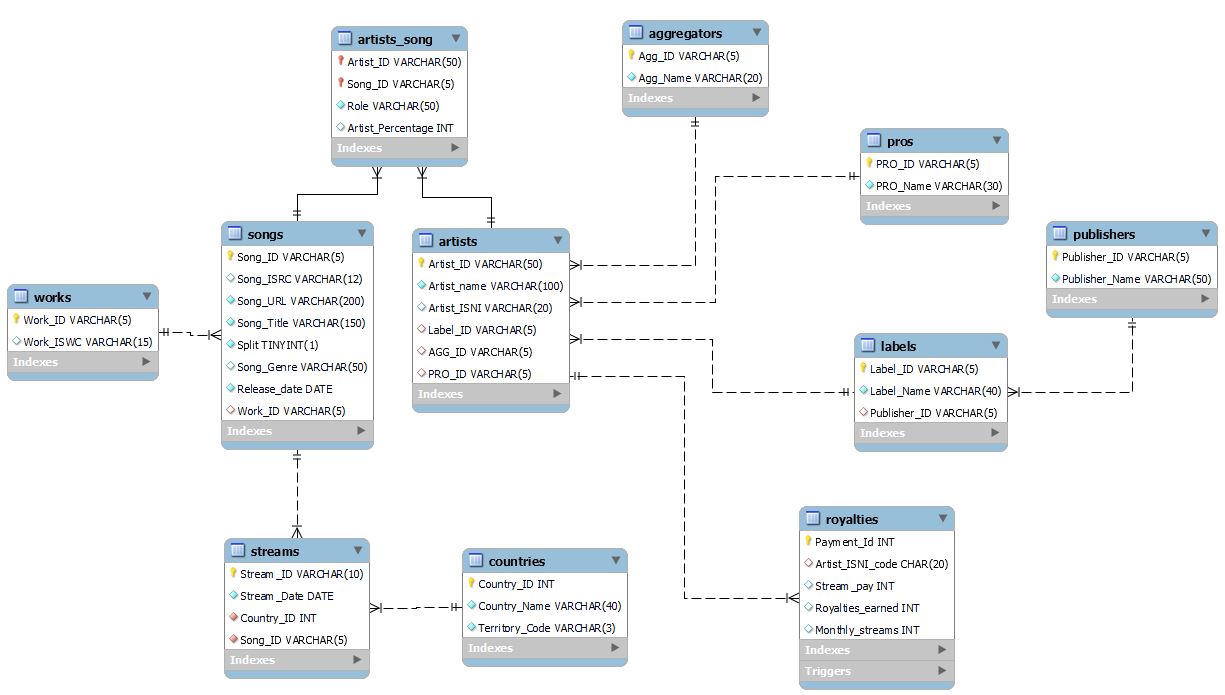 artists_song
Artist_ID VARCHAR(50)
Song_ID VARCHAR(5)
Role VARCHAR(50)
Artist_Percentage INT
Indexes
aggregators
Agg_ID VARCHAR(5)
Agg_Name VARCHAR(20)
Indexes
pros
PRO_ID VARCHAR(5)
PRO_Name VARCHAR(30)
Indexes
publishers
Publisher_ID VARCHAR(5)
Publisher_Name VARCHAR(50)
Indexes
works
Work_ID VARCHAR(5)
Work_ISWC VARCHAR(15)
Indexes
songs
Song_ID VARCHAR(5)
Song_ISRC VARCHAR(12)
Song_URL VARCHAR(200)
Song_Title VARCHAR(150)
Split TINYINT(1)
Song_Genre VARCHAR(50)
Release_date DATE
Work_ID VARCHAR(5)
Indexes
artists
Artist_ID VARCHAR(50)
Artist_name VARCHAR(100)
Artist_ISNI VARCHAR(20)
Label_ID VARCHAR(5)
AGG_ID VARCHAR(5)
PRO_ID VARCHAR(5)
Indexes
labels
Label_ID VARCHAR(5)
Label_Name VARCHAR(40)
Publisher_ID VARCHAR(5)
Indexes
streams
Stream_ID VARCHAR(10)
Stream_Date DATE
Country_ID INT
Song_ID VARCHAR(5)
Indexes
countries
Country_ID INT
Country_Name VARCHAR(40)
Territory_Code VARCHAR(3)
Indexes
royalties
Payment_Id INT
Artist_ISNI_code CHAR(20)
Stream_pay INT
Royalties_earned INT
Monthly_streams INT
Indexes
Triggers